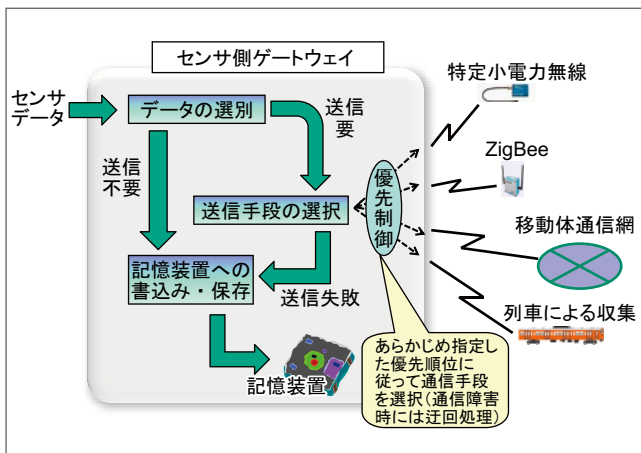 センサ側ゲートウェイ
センサ
データ
データの選別
送信
要
送信
不要
送信手段の選択
優先制御
記憶装置への
書込み・保存
送信失敗
記憶装置
特定小電力無線
ZigBee
移動体通信網
列車による収集
あらかじめ指定し
た優先順位に
従って通信手段
を選択（通信障害
時には迂回処理）